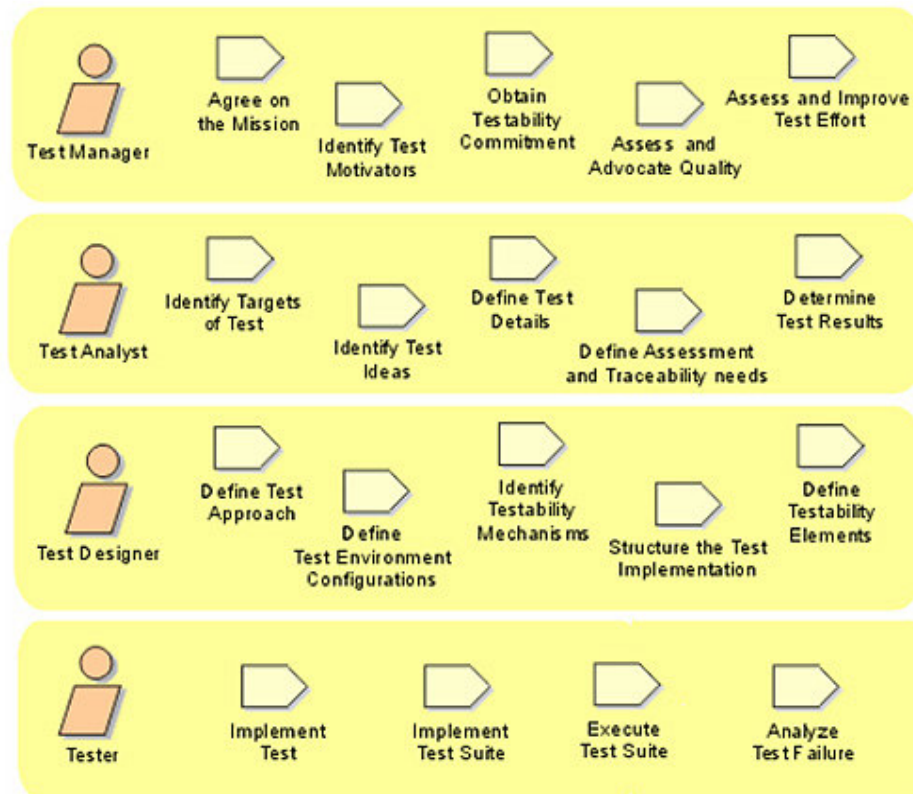 Test Manager
Agree on
the Mission
Identify Test
Motivators
Obtain
Testability
Commitment
Assess and
Advocate Quality
Assess and Improve
Test Effort
Test Analyst
Identify Targets
of Test
Identify Test
Ideas
Define Test
Details
Define Assessment
and Traceability needs
Determine
Test Results
Test Designer
Define Test
Approach
Define
Test Environment
Configurations
Identify
Testability
Mechanisms
Structure the Test
Implementation
Define
Testability
Elements
Tester
Implement
Test
Implement
Test Suite
Execute
Test Suite
Analyze
Test Failure